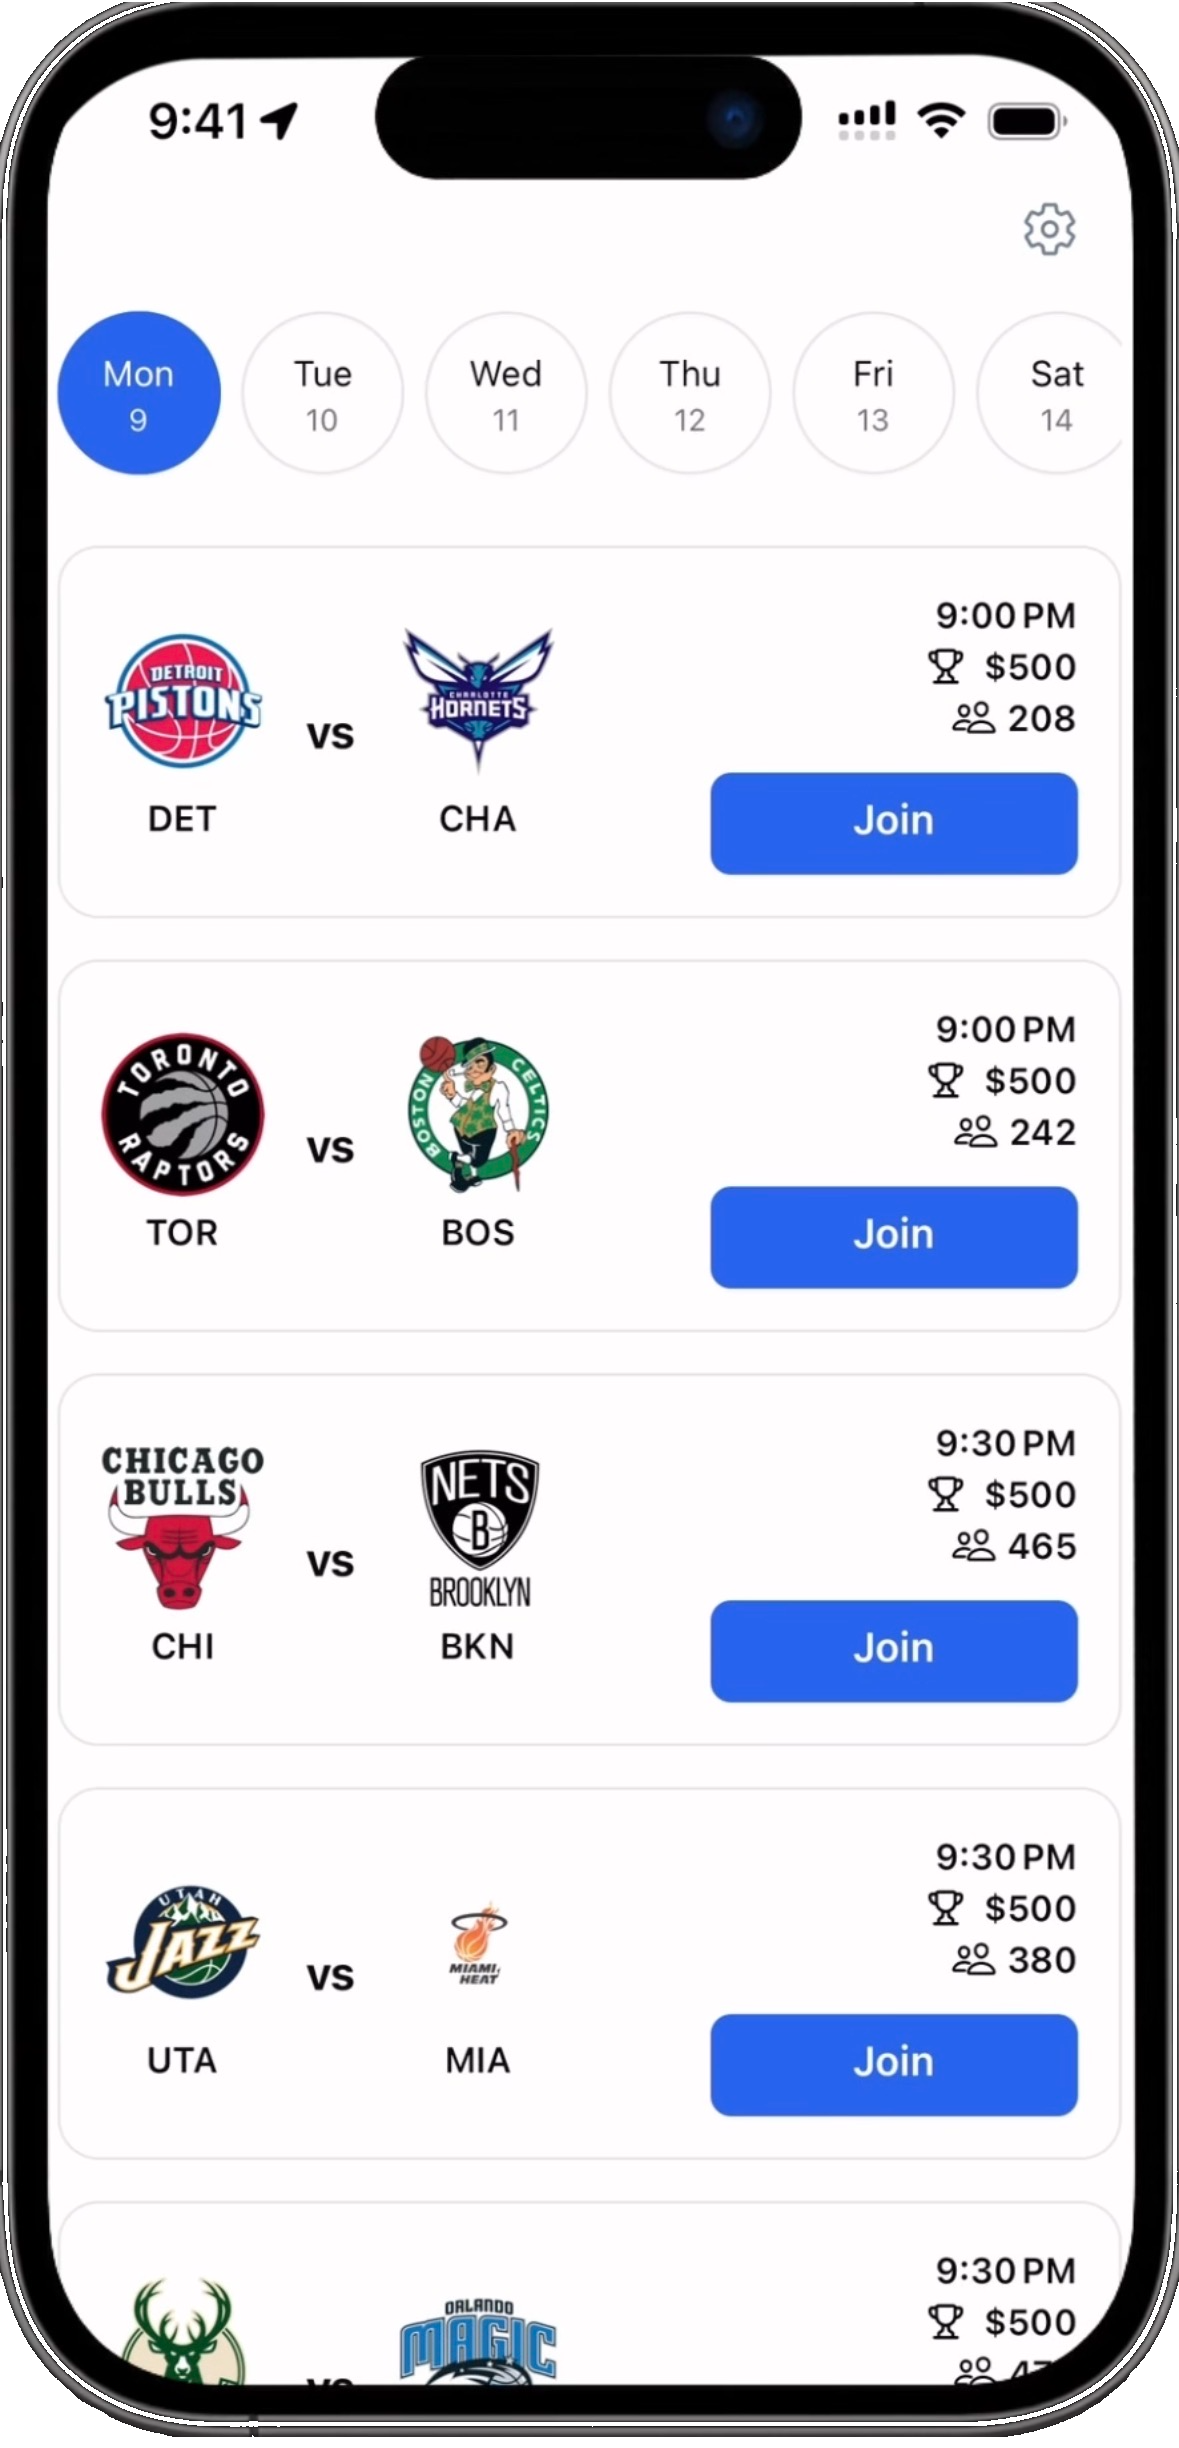 9:41
Mon Tue Wed Thu Fri Sat
9 10 11 12 13 14
9:00 PM
$500
208
DETROIT
PISTONS
CHARLOTTE
HORNETS
vs
DET
CHA
Join
9:00 PM
$500
242
TORONTO
RAPTORS
BOSTON CELTICS
vs
TOR
BOS
Join
9:30 PM
$500
465
CHICAGO
BULLS
NETS
B
BROOKLYN
vs
CHI
BKN
Join
9:30 PM
$500
380
UTAH
JAZZ
MIAMI
HEAT
vs
UTA
MIA
Join
9:30 PM
$500
ORLANDO
MAGIC